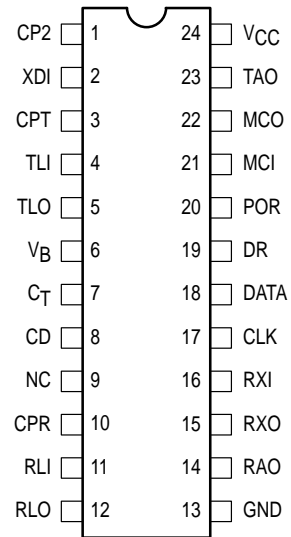 CP2 1 24 VCC
XDI 2 23 TAO
CPT 3 22 MCO
TLI 4 21 MCI
TLO 5 20 POR
VB 6 19 DR
CT 7 18 DATA
CD 8 17 CLK
NC 9 16 RXI
CPR 10 15 RXO
RLI 11 14 RAO
RLO 12 13 GND